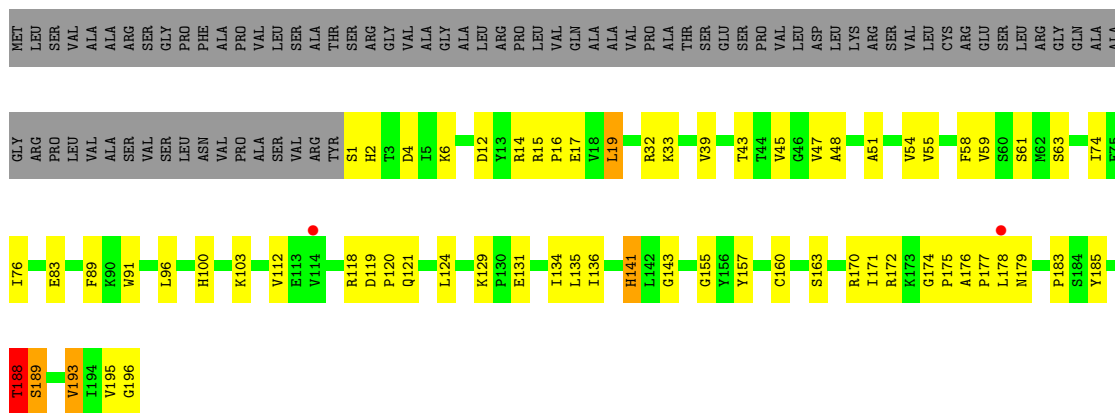 MET LEU SER VAL ALA ALA ARG SER GLY PRO PHE ALA PRO VAL LEU SER ALA THR SER ARG GLY VAL ALA GLY ALA LEU ARG PRO LEU VAL GLN ALA ALA VAL PRO ALA THR SER GLU SER PRO VAL LEU ASP LEU LYS ARG SER VAL LEU CYS ARG GLU SER LEU ARG GLY GLN ALA ALA
GLY ARG PRO LEU VAL ALA SER VAL SER LEU ASN VAL PRO ALA SER VAL ARG TYR S1 H2 T3 D4 I5 K6 D12 Y13 R14 R15 P16 E17 V18 L19 R32 K33 V39 T43 T44 V45 G46 V47 A48 A51 V54 V55 F58 V59 S60 S61 M62 S63 I74 E75
I76 E83 F89 K90 W91 L96 H100 K103 V112 E113 V114 R118 D119 P120 Q121 L124 K129 P130 E131 I134 L135 I136 H141 L142 G143 G155 Y156 Y157 C160 S163 R170 I171 R172 K173 G174 P175 A176 P177 L178 N179 P183 S184 Y185
T188 S189 V193 I194 V195 G196